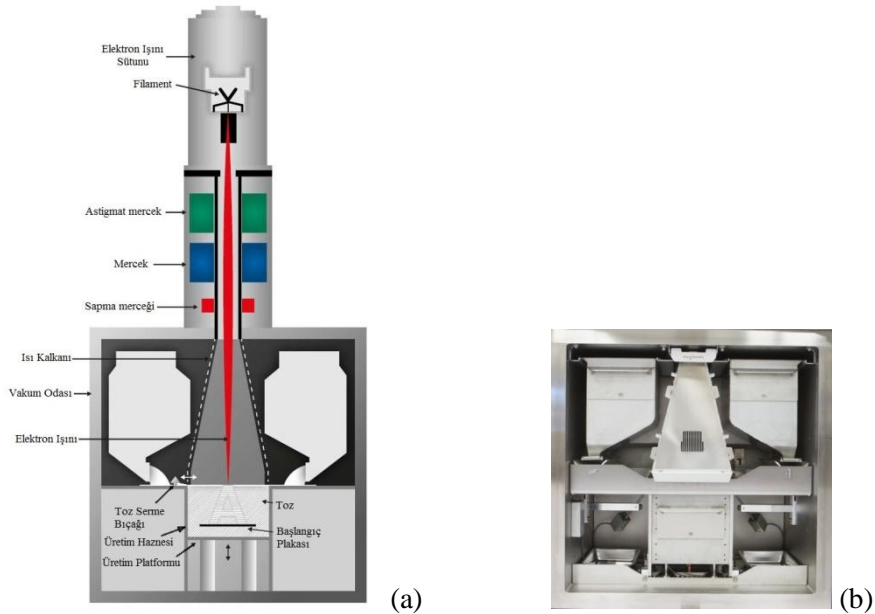 Elektron Işını
Sütunu
Filament
Astigmat mercek
Mercek
Sapma merceği
Isı Kalkanı
Vakum Odası
Elektron Işını
Toz Serme
Bıçağı
Toz
Üretim Haznesi
Başlangıç
Plakası
Üretim Platformu
(a)
(b)